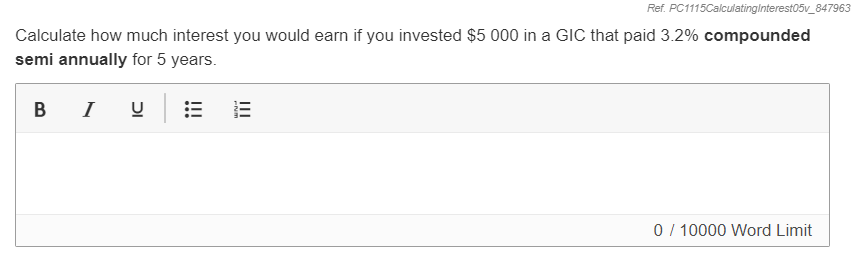 Ref. PC1115CalculatingInterest05v_847963
Calculate how much interest you would earn if you invested $5 000 in a GIC that paid 3.2% compounded
semi annually for 5 years.
B I U
0 / 10000 Word Limit